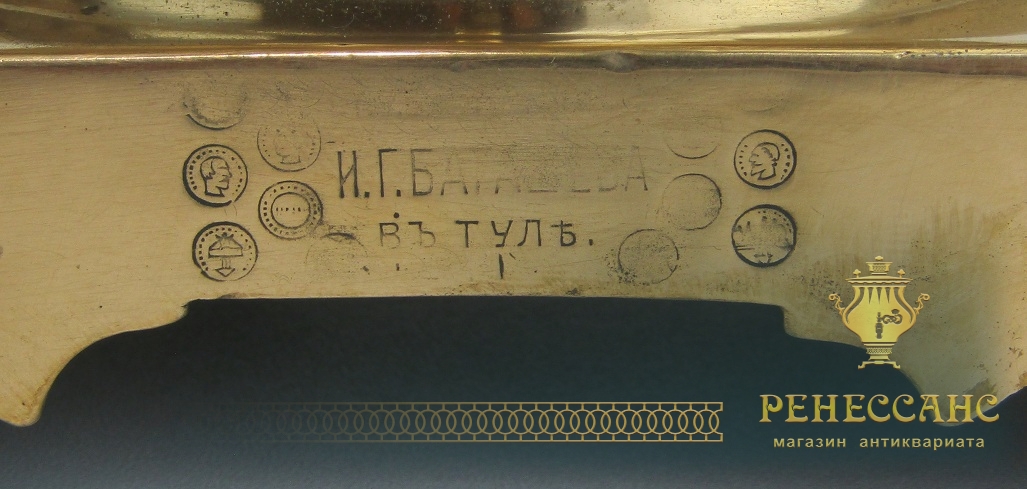 И.Г.БАТАШЕВА
ВЪ ТУЛѢ.
РЕНЕССАНС
магазин антиквариата